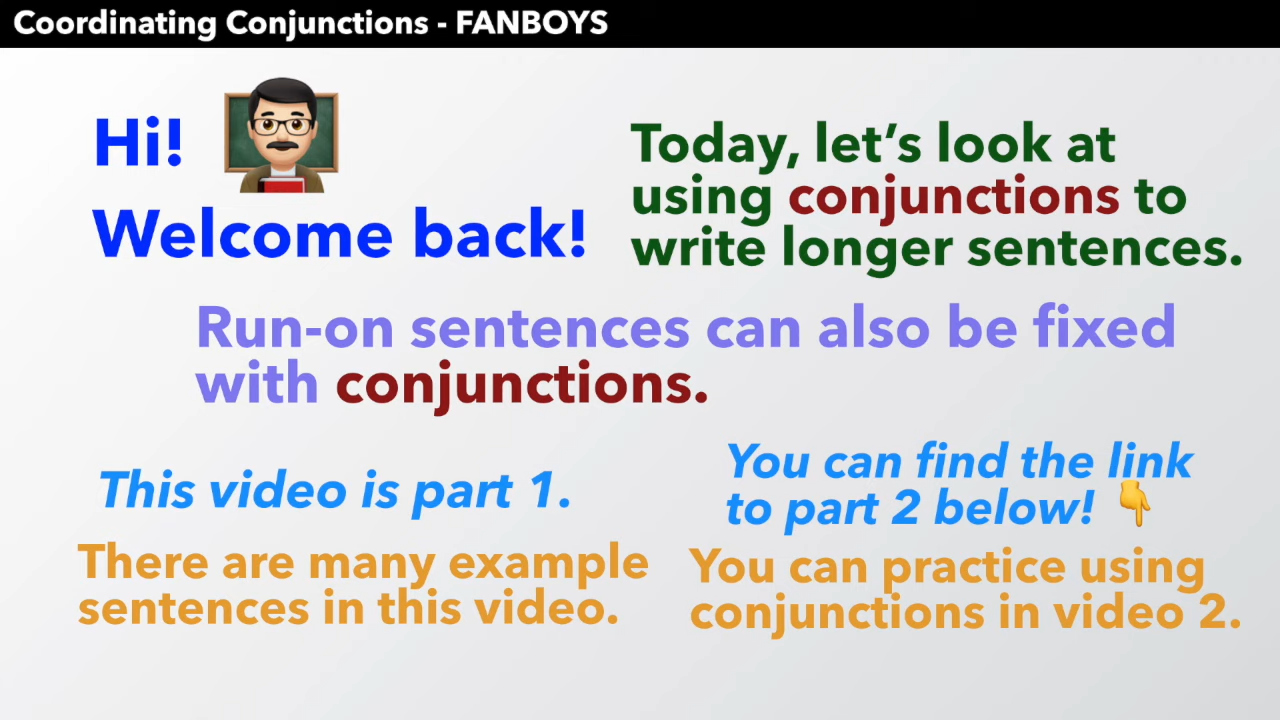 Coordinating Conjunctions - FANBOYS
Hi!
Welcome back!
Today, let's look at
using conjunctions to
write longer sentences.
Run-on sentences can also be fixed
with conjunctions.
This video is part 1.
There are many example
sentences in this video.
You can find the link
to part 2 below! 👇
You can practice using
conjunctions in video 2.